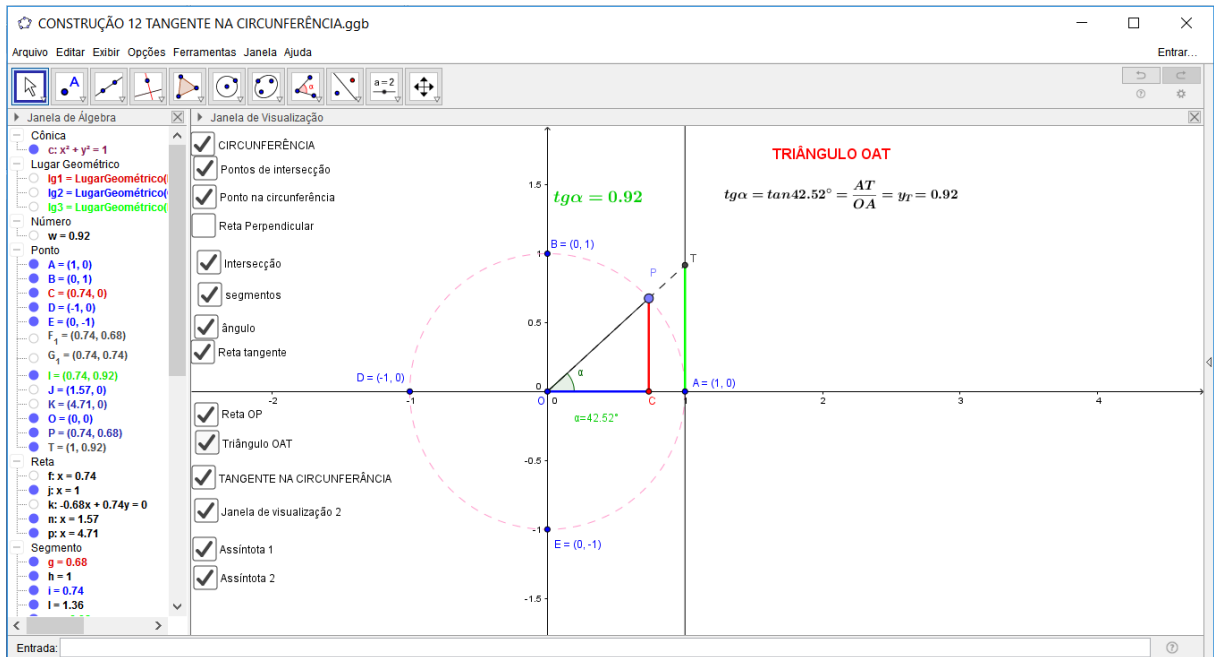 CONSTRUÇÃO 12 TANGENTE NA CIRCUNFERÊNCIA.ggb
Arquivo Editar Exibir Opções Ferramentas Janela Ajuda
Entrar...
A
α
a=2
Janela de Álgebra
Cônica
c: x² + y² = 1
Lugar Geométrico
lg1 = LugarGeométrico(
lg2 = LugarGeométrico(
lg3 = LugarGeométrico(
Número
w = 0.92
Ponto
A = (1, 0)
B = (0, 1)
C = (0.74, 0)
D = (-1, 0)
E = (0, -1)
F₁ = (0.74, 0.68)
G₁ = (0.74, 0.74)
I = (0.74, 0.92)
J = (1.57, 0)
K = (4.71, 0)
O = (0, 0)
P = (0.74, 0.68)
T = (1, 0.92)
Reta
f: x = 0.74
j: x = 1
k: -0.68x + 0.74y = 0
n: x = 1.57
p: x = 4.71
Segmento
g = 0.68
h = 1
i = 0.74
l = 1.36
Janela de Visualização
CIRCUNFERÊNCIA
Pontos de intersecção
Ponto na circunferência
Reta Perpendicular
Intersecção
segmentos
ângulo
Reta tangente
Reta OP
Triângulo OAT
TANGENTE NA CIRCUNFERÂNCIA
Janela de visualização 2
Assíntota 1
Assíntota 2
TRIÂNGULO OAT
tgα = 0.92
tgα = tan42.52° = AT/OA = y_T = 0.92
1.5
B = (0, 1)
1
T
P
0.5
α
D = (-1, 0)
0
A = (1, 0)
-2
-1
O
0
C
1
2
3
4
α=42.52°
-0.5
-1
E = (0, -1)
-1.5
Entrada: